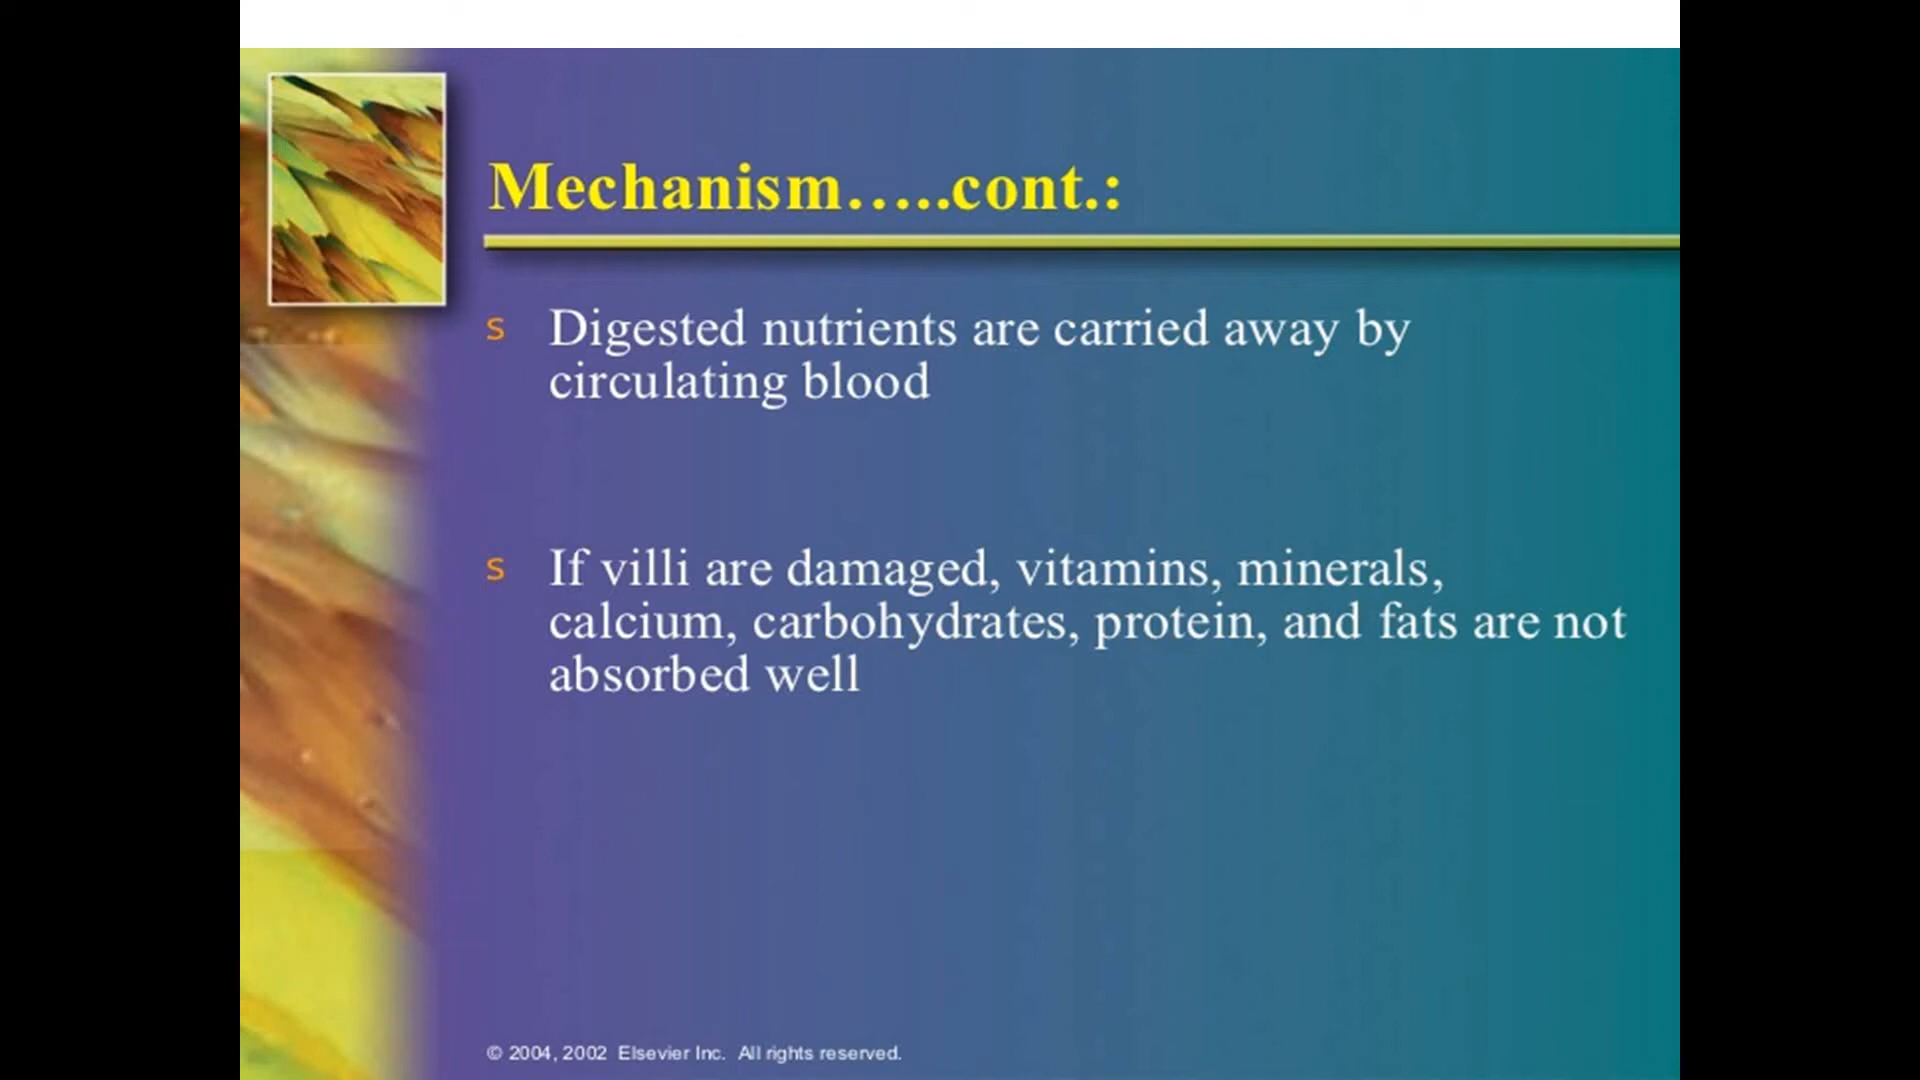 Mechanism…..cont.:
s Digested nutrients are carried away by
circulating blood
s If villi are damaged, vitamins, minerals,
calcium, carbohydrates, protein, and fats are not
absorbed well
© 2004, 2002 Elsevier Inc. All rights reserved.